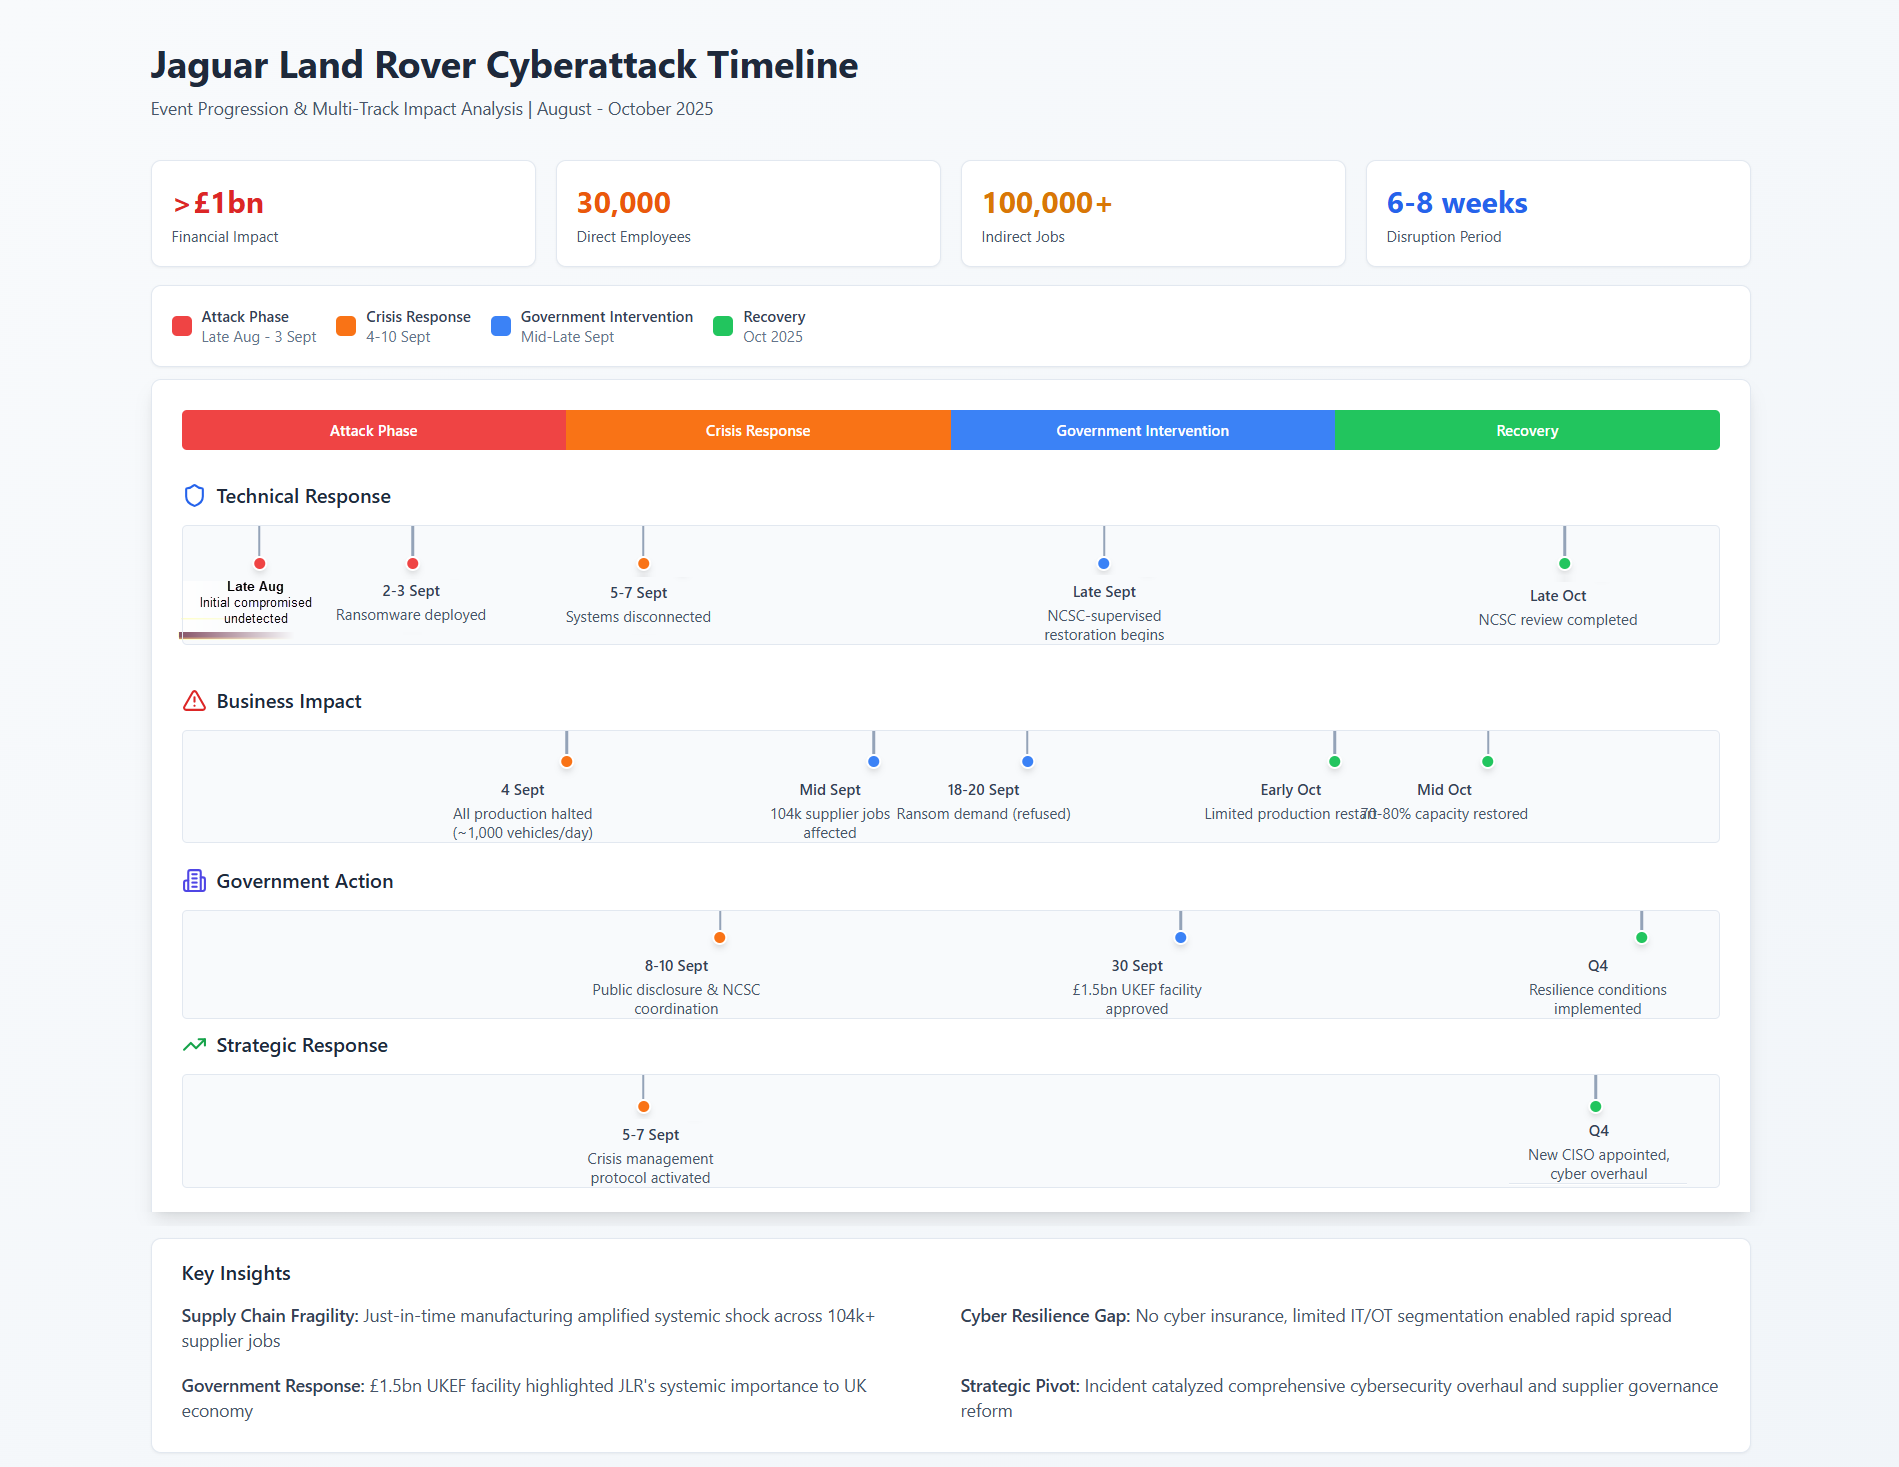 Jaguar Land Rover Cyberattack Timeline
Event Progression & Multi-Track Impact Analysis | August - October 2025
>£1bn
Financial Impact
30,000
Direct Employees
100,000+
Indirect Jobs
6-8 weeks
Disruption Period
Attack Phase
Late Aug - 3 Sept
Crisis Response
4-10 Sept
Government Intervention
Mid-Late Sept
Recovery
Oct 2025
Attack Phase
Crisis Response
Government Intervention
Recovery
Technical Response
Late Aug
Initial compromised
undetected
2-3 Sept
Ransomware deployed
5-7 Sept
Systems disconnected
Late Sept
NCSC-supervised
restoration begins
Late Oct
NCSC review completed
Business Impact
4 Sept
All production halted
(~1,000 vehicles/day)
Mid Sept
104k supplier jobs
affected
18-20 Sept
Ransom demand (refused)
Early Oct
Limited production restart
Mid Oct
70-80% capacity restored
Government Action
8-10 Sept
Public disclosure & NCSC
coordination
30 Sept
£1.5bn UKEF facility
approved
Q4
Resilience conditions
implemented
Strategic Response
5-7 Sept
Crisis management
protocol activated
Q4
New CISO appointed,
cyber overhaul
Key Insights
Supply Chain Fragility: Just-in-time manufacturing amplified systemic shock across 104k+
supplier jobs
Cyber Resilience Gap: No cyber insurance, limited IT/OT segmentation enabled rapid spread
Government Response: £1.5bn UKEF facility highlighted JLR's systemic importance to UK
economy
Strategic Pivot: Incident catalyzed comprehensive cybersecurity overhaul and supplier governance
reform